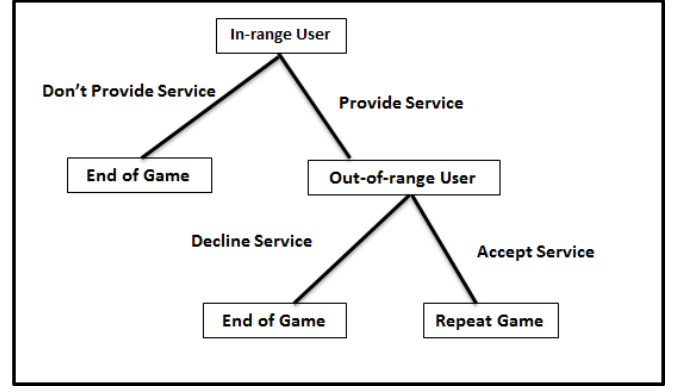 In-range User
Don't Provide Service
Provide Service
End of Game
Out-of-range User
Decline Service
Accept Service
End of Game
Repeat Game